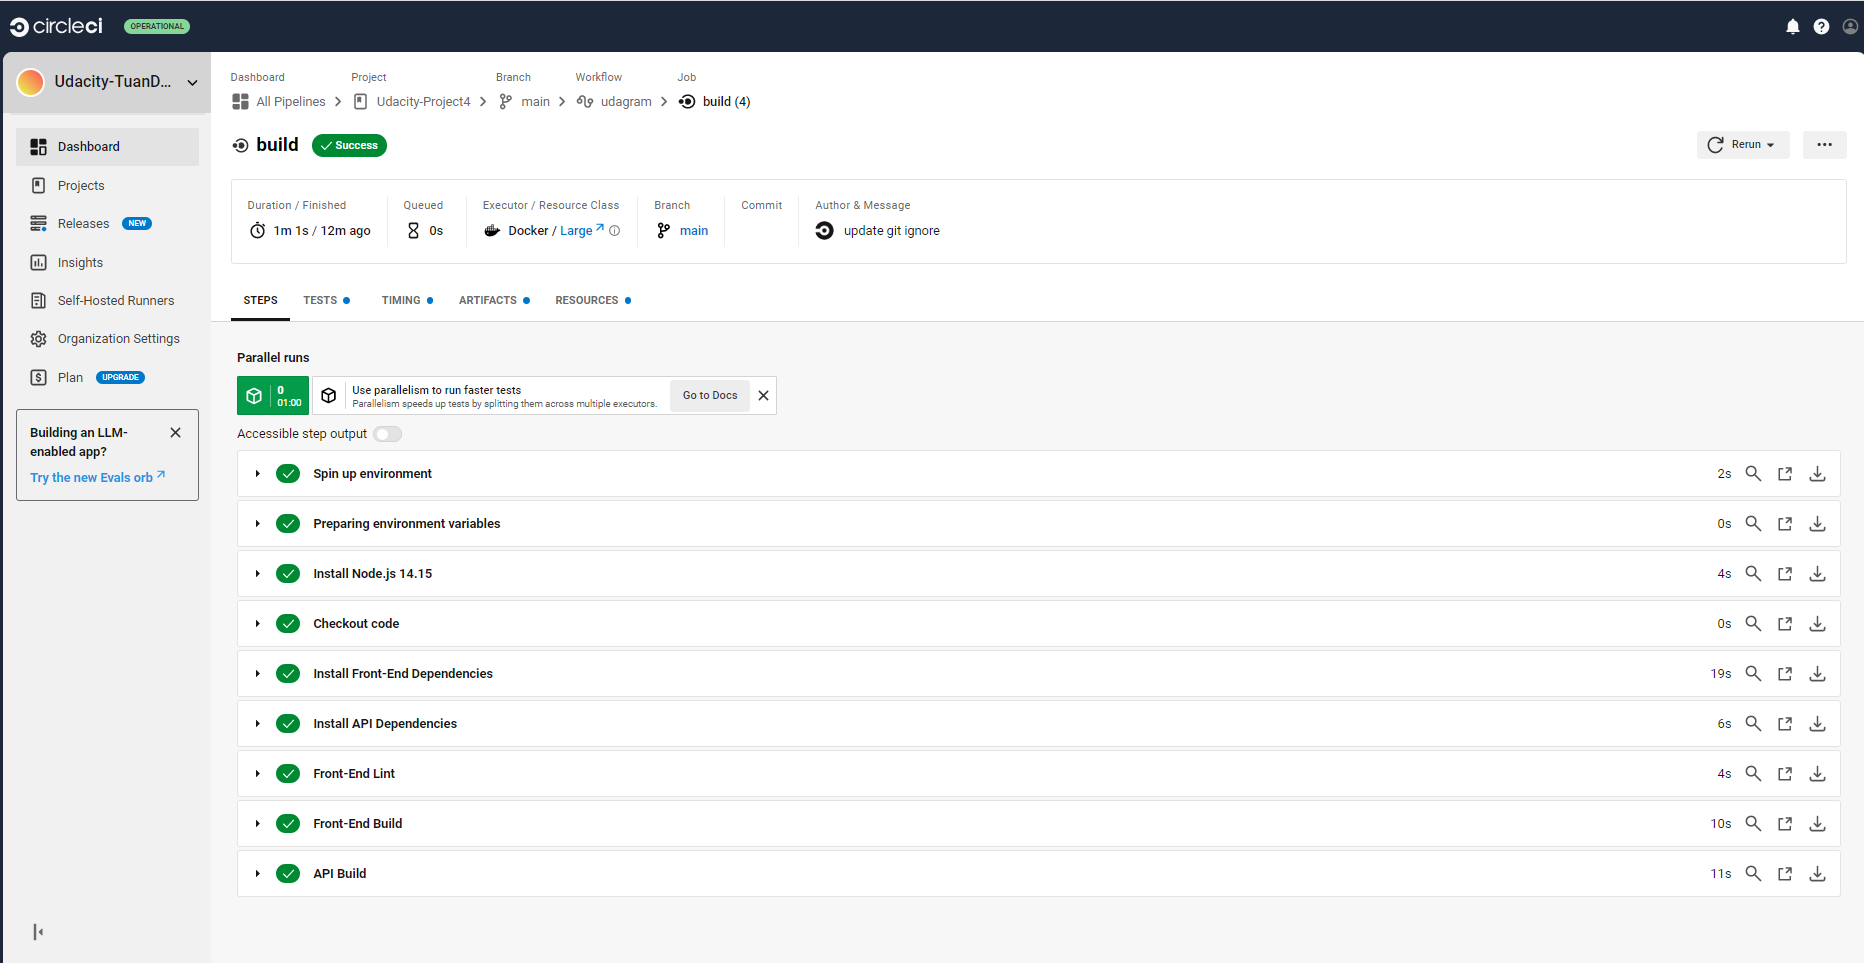 circleci OPERATIONAL
Udacity-TuanD...
Dashboard
Projects
Releases NEW
Insights
Self-Hosted Runners
Organization Settings
Plan UPGRADE
Building an LLM-
enabled app?
Try the new Evals orb
Dashboard Project Branch Workflow Job
All Pipelines Udacity-Project4 main udagram build (4)
build Success
Rerun
Duration / Finished Queued Executor / Resource Class Branch Commit Author & Message
1m 1s / 12m ago 0s Docker / Large main update git ignore
STEPS TESTS TIMING ARTIFACTS RESOURCES
Parallel runs
0
01:00
Use parallelism to run faster tests
Parallelism speeds up tests by splitting them across multiple executors.
Go to Docs
Accessible step output
Spin up environment 2s
Preparing environment variables 0s
Install Node.js 14.15 4s
Checkout code 0s
Install Front-End Dependencies 19s
Install API Dependencies 6s
Front-End Lint 4s
Front-End Build 10s
API Build 11s